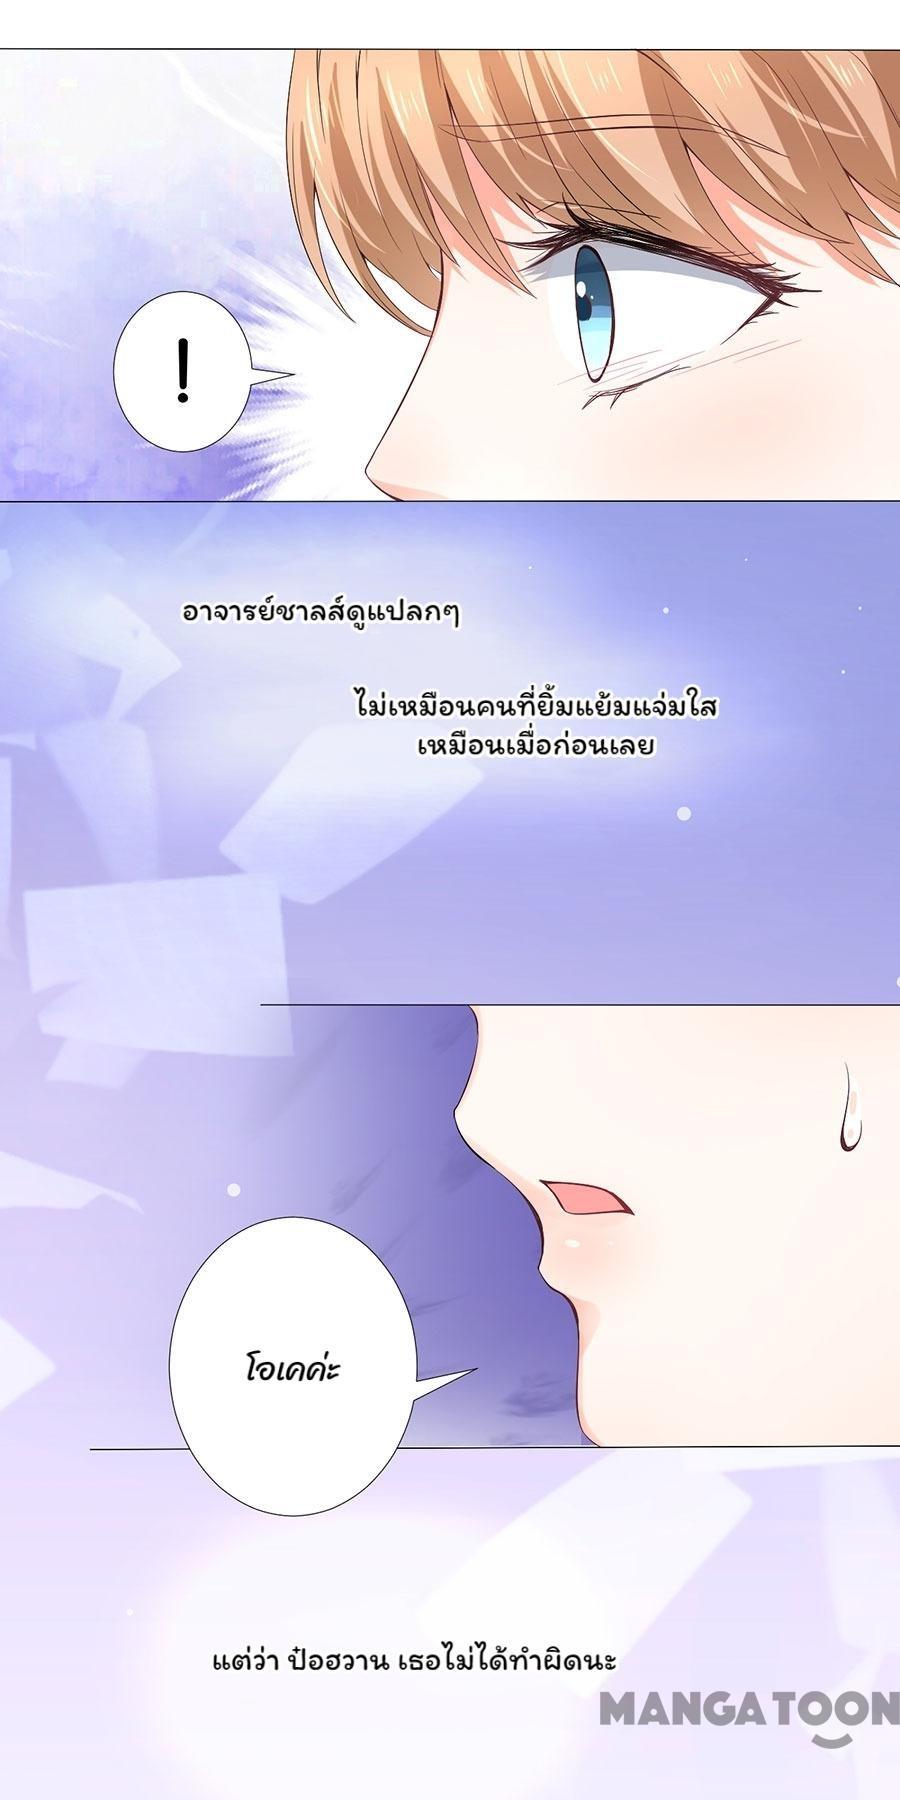 !
อาจารย์ชาลส์ดูแปลกๆ
ไม่เหมือนคนที่ยิ้มแย้มแจ่มใส
เหมือนเมื่อก่อนเลย
โอเคค่ะ
แต่ว่า ป๋อฮวาน เธอไม่ได้ทำผิดนะ
MANGATOON